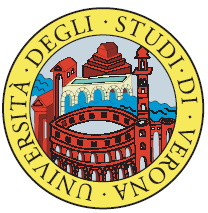 UNIVERSITÀ · DEGLI · STUDI · DI · VERONA ·